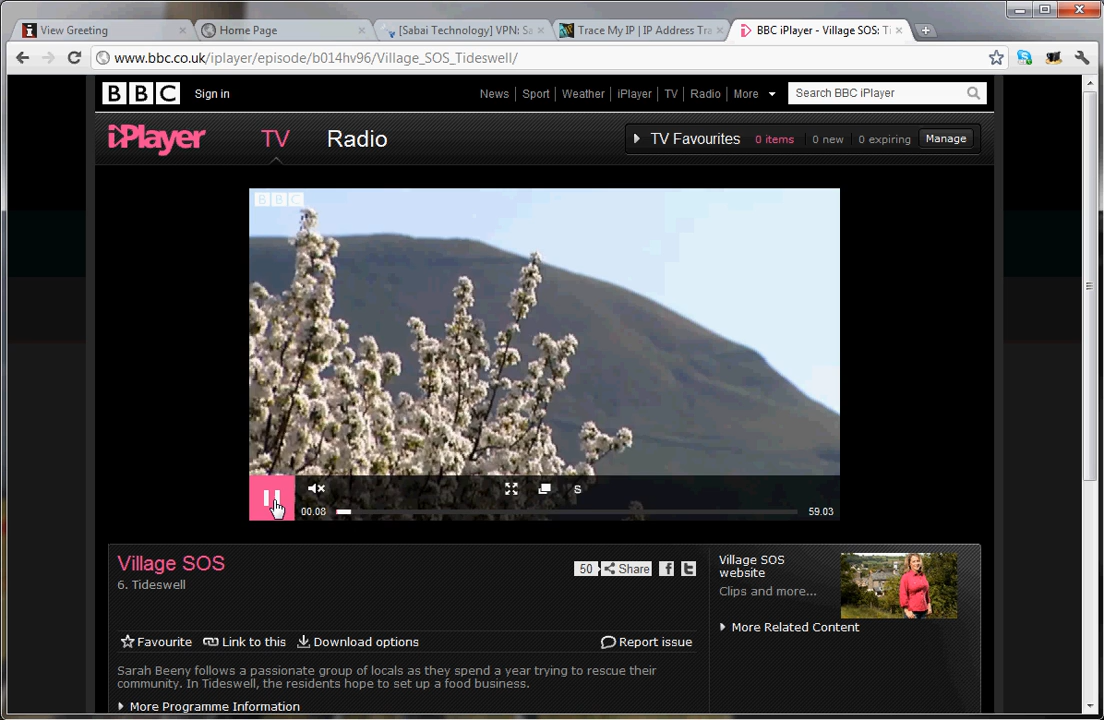 View Greeting
Home Page
[Sabai Technology] VPN: Sa
Trace My IP | IP Address Tra
BBC iPlayer - Village SOS: Ti
www.bbc.co.uk/iplayer/episode/b014hv96/Village_SOS_Tideswell/
BBC Sign in
News Sport Weather iPlayer TV Radio More
Search BBC iPlayer
iPlayer TV Radio
TV Favourites 0 items 0 new 0 expiring Manage
BBC
S
00.08 59.03
Village SOS
6. Tideswell
50 Share f t
Favourite Link to this Download options Report issue
Sarah Beeny follows a passionate group of locals as they spend a year trying to rescue their
community. In Tideswell, the residents hope to set up a food business.
More Programme Information
Village SOS
website
Clips and more...
More Related Content